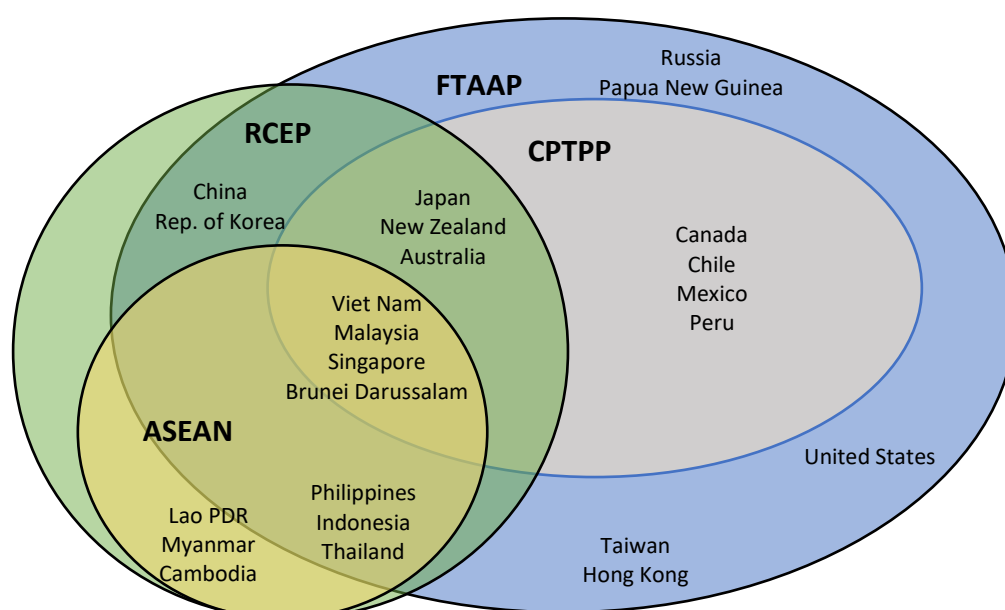 Russia
Papua New Guinea
FTAAP
RCEP
CPTPP
China
Rep. of Korea
Japan
New Zealand
Australia
Canada
Chile
Mexico
Peru
Viet Nam
Malaysia
Singapore
Brunei Darussalam
ASEAN
United States
Philippines
Indonesia
Thailand
Lao PDR
Myanmar
Cambodia
Taiwan
Hong Kong